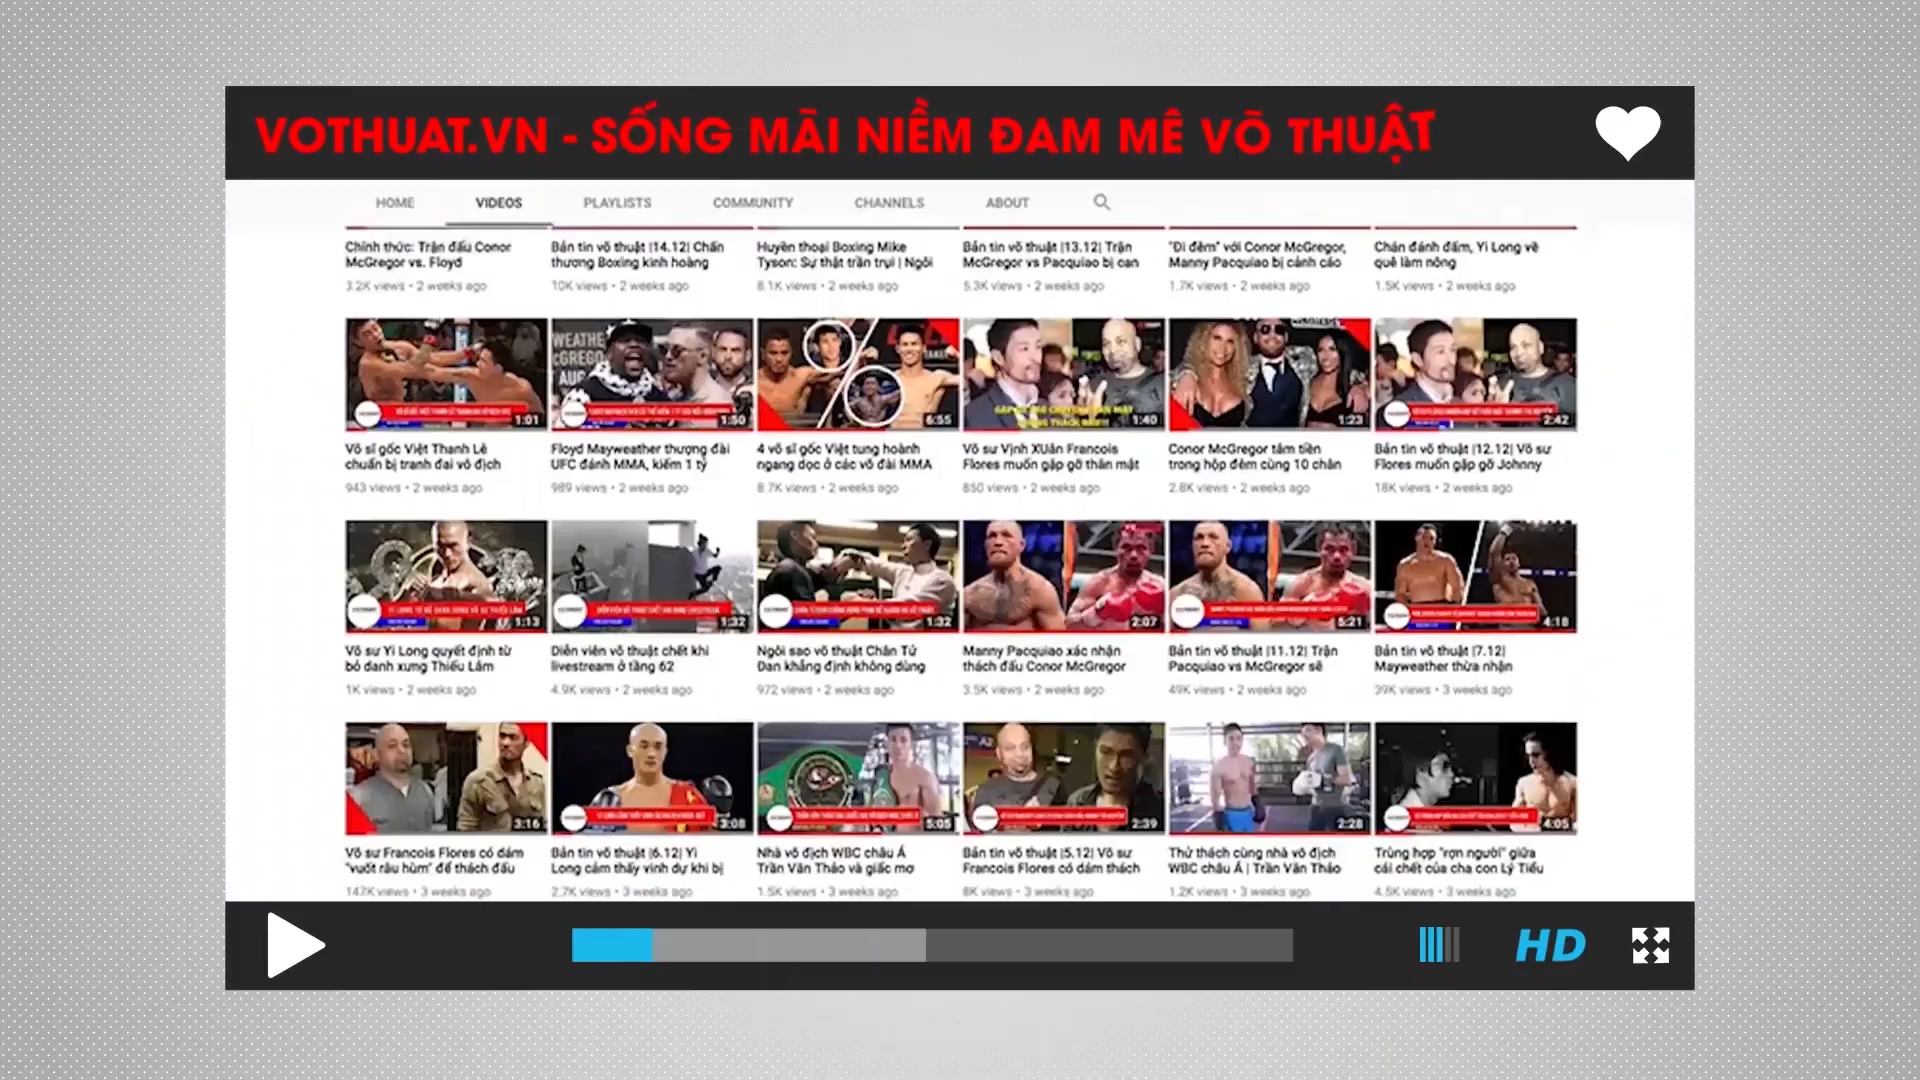 VOTHUAT.VN - SỐNG MÃI NIỀM ĐAM MÊ VÕ THUẬT
HOME VIDEOS PLAYLISTS COMMUNITY CHANNELS ABOUT
Chính thức: Trận đấu Conor
McGregor vs. Floyd
3.2K views • 2 weeks ago
Bản tin võ thuật |14.12| Chấn
thương Boxing kinh hoàng
10K views • 2 weeks ago
Huyền thoại Boxing Mike
Tyson: Sự thật trần trụi | Ngôi
8.1K views • 2 weeks ago
Bản tin võ thuật |13.12| Trận
McGregor vs Pacquiao bị can
5.3K views • 2 weeks ago
"Đi đêm" với Conor McGregor,
Manny Pacquiao bị cảnh cáo
1.7K views • 2 weeks ago
Chán đánh đấm, Yi Long về
quê làm nông
1.5K views • 2 weeks ago
1:01
1:50
6:55
1:40
1:23
2:42
Võ sĩ gốc Việt Thanh Lê
chuẩn bị tranh đai vô địch
943 views • 2 weeks ago
Floyd Mayweather thượng đài
UFC đánh MMA, kiếm 1 tỷ
989 views • 2 weeks ago
4 võ sĩ gốc Việt tung hoành
ngang dọc ở các võ đài MMA
8.7K views • 2 weeks ago
Võ sư Vịnh XUân Francois
Flores muốn gặp gỡ thân mật
850 views • 2 weeks ago
Conor McGregor tắm tiên
trong hộp đêm cùng 10 chân
2.8K views • 2 weeks ago
Bản tin võ thuật |12.12| Võ sư
Flores muốn gặp gỡ Johnny
18K views • 2 weeks ago
1:13
1:32
1:32
2:07
5:21
4:18
Võ sư Yi Long quyết định từ
bỏ danh xưng Thiếu Lâm
1K views • 2 weeks ago
Diễn viên võ thuật chết khi
livestream ở tầng 62
4.9K views • 2 weeks ago
Ngôi sao võ thuật Chân Tử
Đan khẳng định không dùng
972 views • 2 weeks ago
Manny Pacquiao xác nhận
thách đấu Conor McGregor
3.5K views • 2 weeks ago
Bản tin võ thuật |11.12| Trận
Pacquiao vs McGregor sẽ
49K views • 2 weeks ago
Bản tin võ thuật |7.12|
Mayweather thừa nhận
39K views • 3 weeks ago
3:16
3:08
5:05
2:39
2:28
4:05
Võ sư Francois Flores có dám
"vuốt râu hùm" để thách đấu
147K views • 3 weeks ago
Bản tin võ thuật |6.12| Yi
Long cảm thấy vinh dự khi bị
2.7K views • 3 weeks ago
Nhà vô địch WBC châu Á
Trần Văn Thảo và giấc mơ
1.5K views • 3 weeks ago
Bản tin võ thuật |5.12| Võ sư
Francois Flores có dám thách
8K views • 3 weeks ago
Thử thách cùng nhà vô địch
WBC châu Á | Trần Văn Thảo
1.2K views • 3 weeks ago
Trùng hợp "rợn người" giữa
cái chết của cha con Lý Tiểu
4.5K views • 3 weeks ago
HD